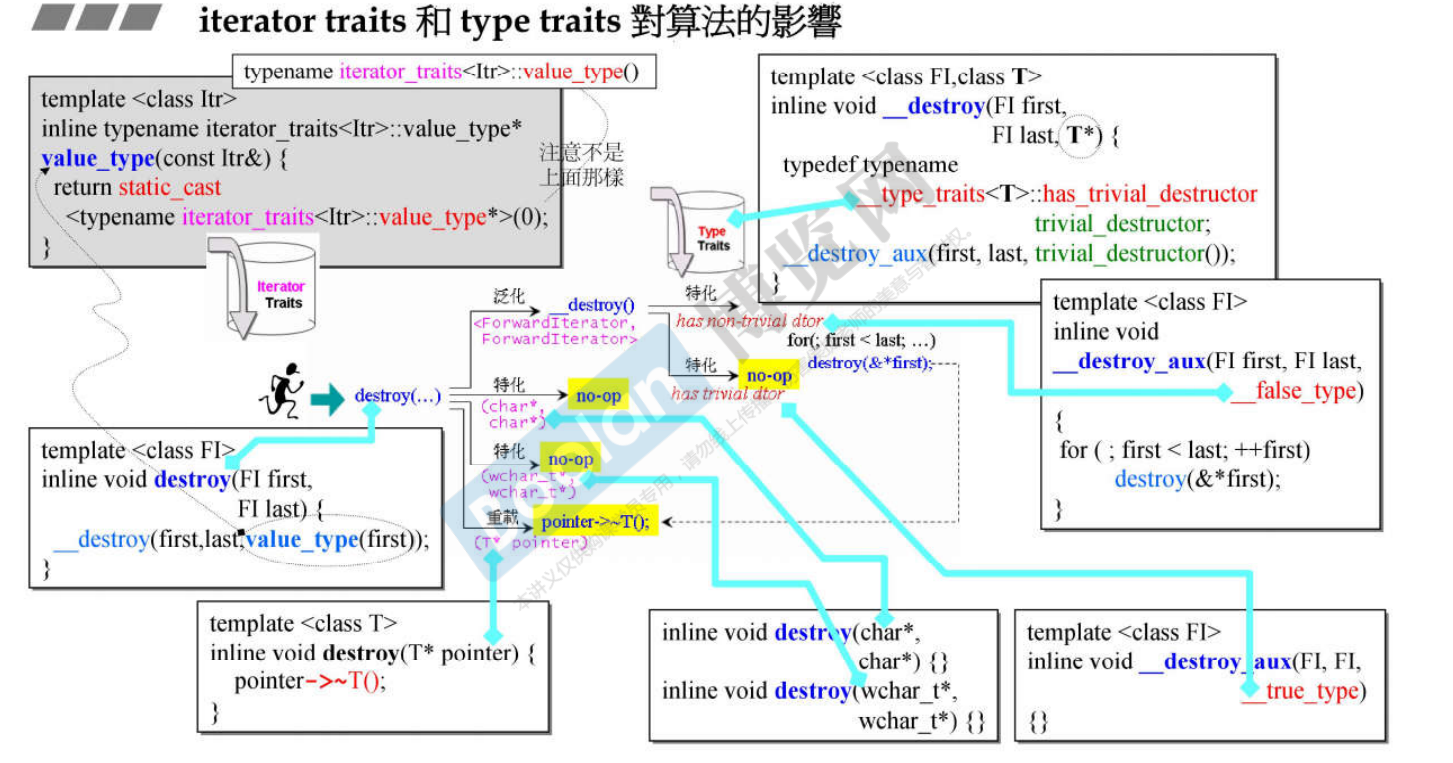 iterator traits 和 type traits 對算法的影響
typename iterator_traits<Itr>::value_type()
template <class Itr>
inline typename iterator_traits<Itr>::value_type*
value_type(const Itr&) {
return static_cast
<typename iterator_traits<Itr>::value_type*>(0);
}
注意不是
上面那樣
Iterator
Traits
template <class FI,class T>
inline void __destroy(FI first,
FI last, T*) {
typedef typename
__type_traits<T>::has_trivial_destructor
trivial_destructor;
__destroy_aux(first, last, trivial_destructor());
}
Type
Traits
destroy(…)
泛化
__destroy()
<ForwardIterator,
ForwardIterator>
特化
has non-trivial dtor
for(; first < last; …)
destroy(&*first);
特化
no-op
has trivial dtor
特化
no-op
(char*,
char*)
特化
no-op
(wchar_t*,
wchar_t*)
重載
pointer->~T();
(T* pointer)
template <class FI>
inline void
__destroy_aux(FI first, FI last,
__false_type)
{
for ( ; first < last; ++first)
destroy(&*first);
}
template <class FI>
inline void destroy(FI first,
FI last) {
__destroy(first,last,value_type(first));
}
template <class T>
inline void destroy(T* pointer) {
pointer->~T();
}
inline void destroy(char*,
char*) {}
inline void destroy(wchar_t*,
wchar_t*) {}
template <class FI>
inline void __destroy_aux(FI, FI,
__true_type)
{}
Boolan
博览网